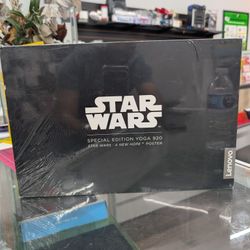 STAR
WARS
SPECIAL EDITION YOGA 920
STAR WARS: A NEW HOPE™ POSTER
Lenovo